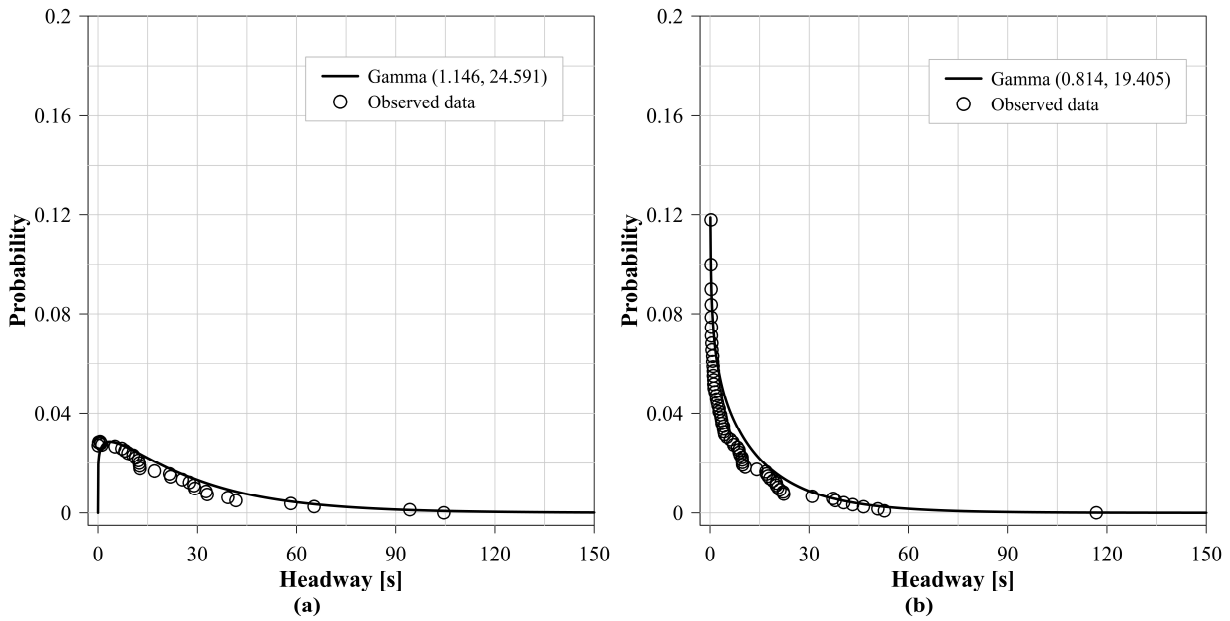 0.2
0.16
0.12
0.08
0.04
0
Probability
Gamma (1.146, 24.591)
Observed data
0 30 60 90 120 150
Headway [s]
(a)
0.2
0.16
0.12
0.08
0.04
0
Probability
Gamma (0.814, 19.405)
Observed data
0 30 60 90 120 150
Headway [s]
(b)